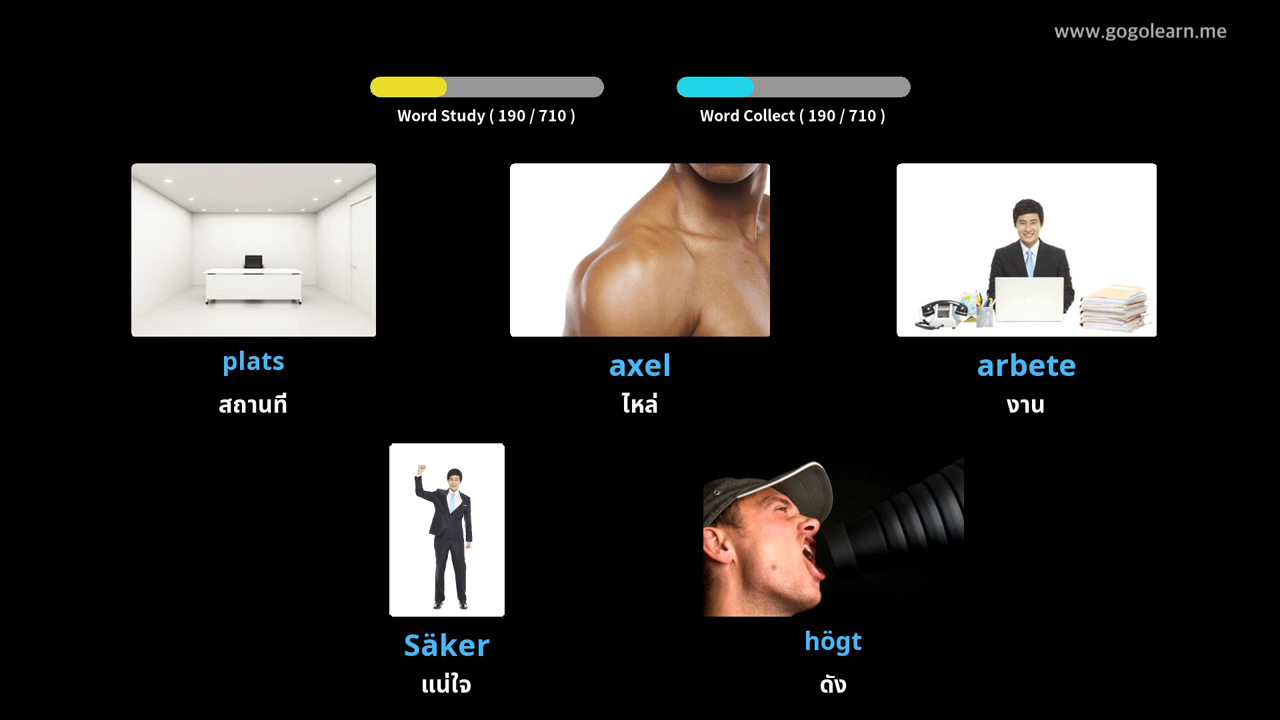 www.gogolearn.me
Word Study ( 190 / 710 )
Word Collect ( 190 / 710 )
plats
สถานที่
axel
ไหล่
arbete
งาน
Säker
แน่ใจ
högt
ดัง